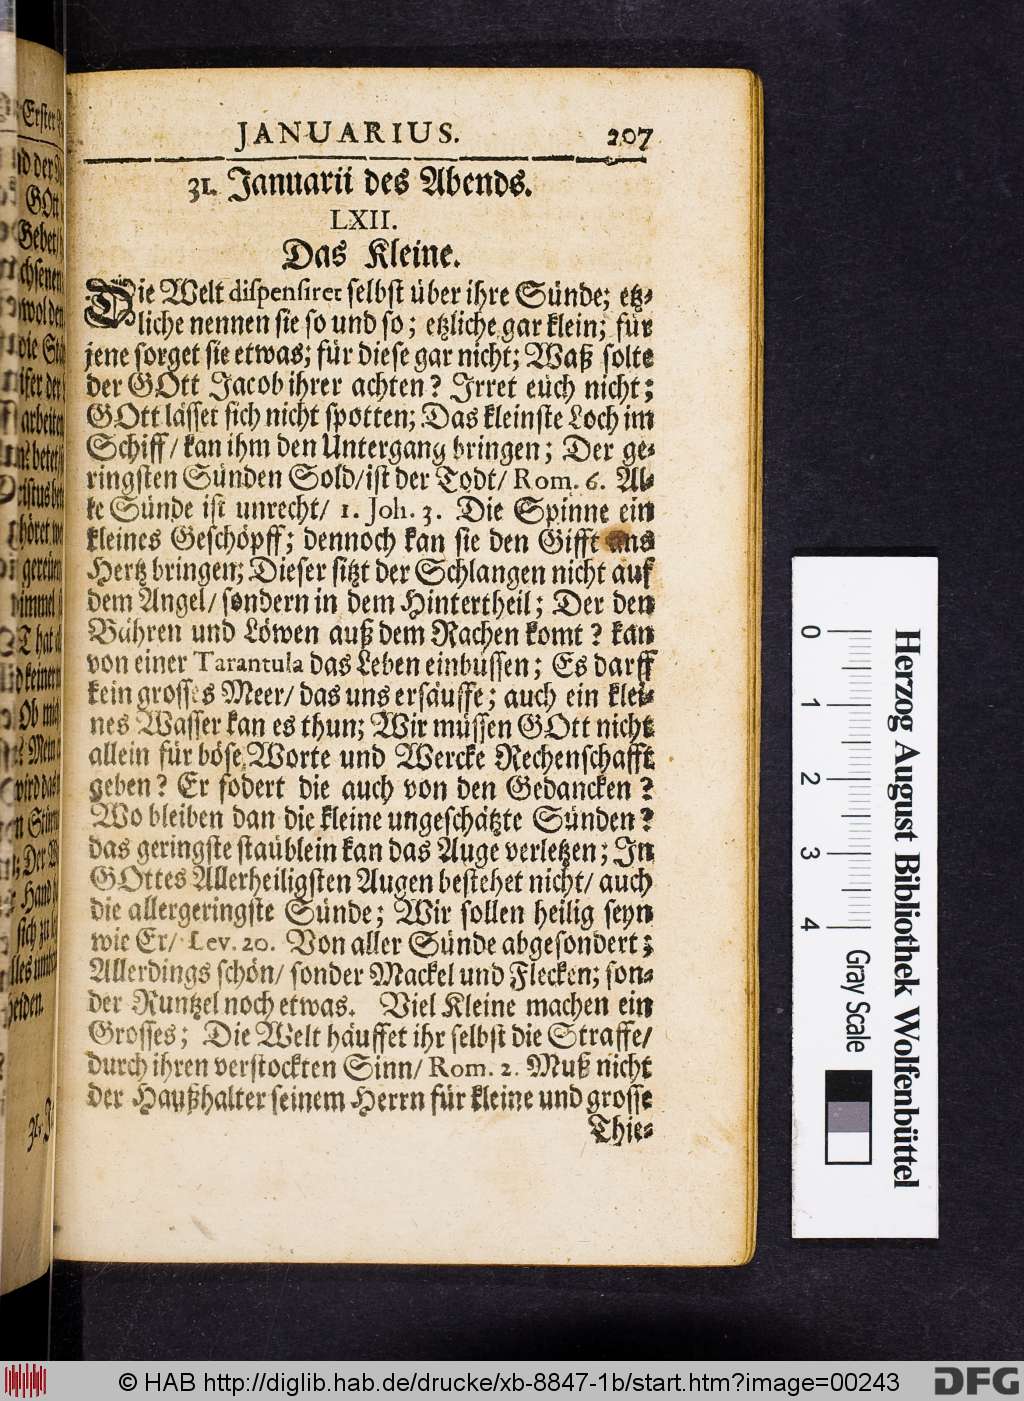 JANUARIUS. 207
31. Januarii des Abends.
LXII.
Das Kleine.
Die Welt dispensiret selbst über ihre Sünde; etz-
liche nennen sie so und so; etzliche gar klein; für
jene sorget sie etwas; für diese gar nicht; Waß solte
der GOtt Jacob ihrer achten? Irret euch nicht;
GOtt lässet sich nicht spotten; Das kleinste Loch im
Schiff/ kan ihm den Untergang bringen; Der ge-
ringsten Sünden Sold/ist der Todt/ Rom. 6. Al-
le Sünde ist unrecht/ 1. Joh. 3. Die Spinne ein
kleines Geschöpff; dennoch kan sie den Gifft ans
Hertz bringen; Dieser sitzt der Schlangen nicht auf
dem Angel/ sondern in dem Hintertheil; Der den
Bähren und Löwen auß dem Rachen komt? kan
von einer Tarantula das Leben einbüssen; Es darff
kein grosses Meer/ das uns ersäuffe; auch ein klei-
nes Wasser kan es thun; Wir müssen GOtt nicht
allein für böse Worte und Wercke Rechenschafft
geben? Er fodert die auch von den Gedancken?
Wo bleiben dan die kleine ungeschätzte Sünden?
das geringste stäublein kan das Auge verletzen; In
GOttes Allerheiligsten Augen bestehet nicht/ auch
die allergeringste Sünde; Wir sollen heilig seyn
wie Er/ Lev. 20. Von aller Sünde abgesondert;
Allerdings schön/ sonder Mackel und Flecken; son-
der Runtzel noch etwas. Viel Kleine machen ein
Grosses; Die Welt häuffet ihr selbst die Straffe/
durch ihren verstockten Sinn/ Rom. 2. Muß nicht
der Haußhalter seinem Herrn für kleine und grosse
Thie-
0 1 2 3 4
Herzog August Bibliothek Wolfenbüttel
Gray Scale
© HAB http://diglib.hab.de/drucke/xb-8847-1b/start.htm?image=00243
DFG